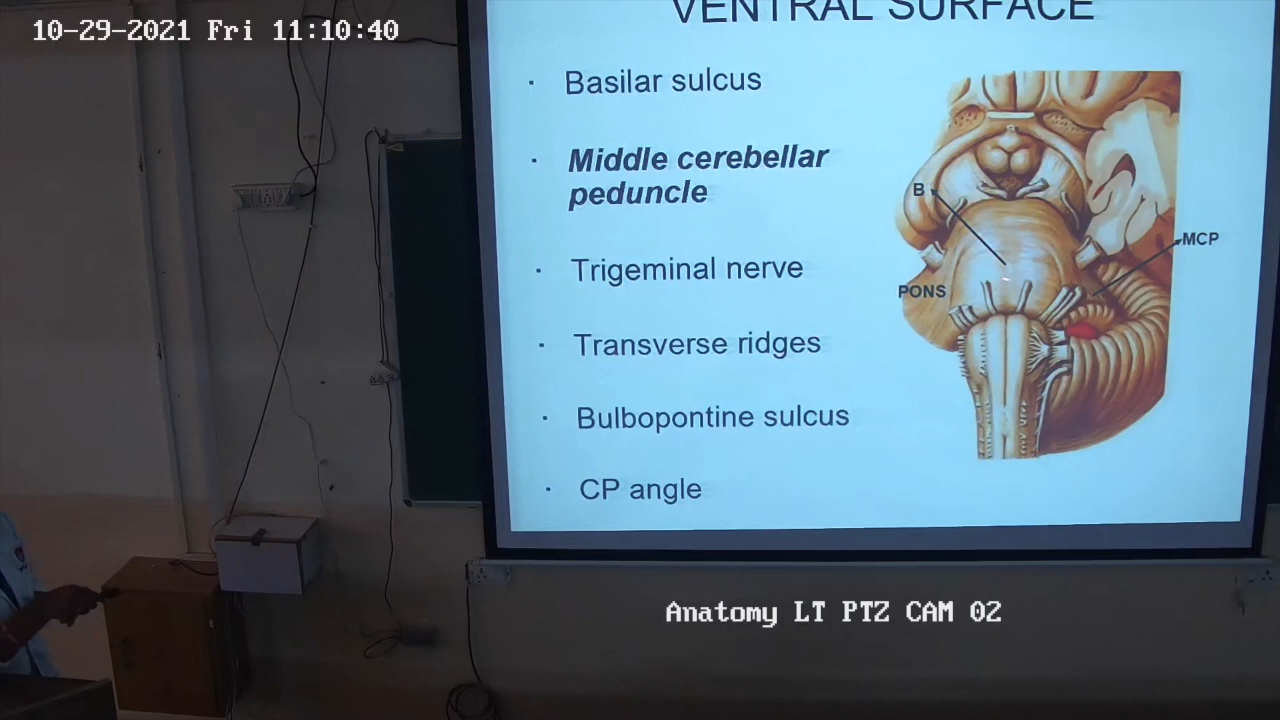 10-29-2021 Fri 11:10:40
VENTRAL SURFACE
· Basilar sulcus
· Middle cerebellar
peduncle
· Trigeminal nerve
· Transverse ridges
· Bulbopontine sulcus
· CP angle
B
MCP
PONS
Anatomy LT PTZ CAM 02